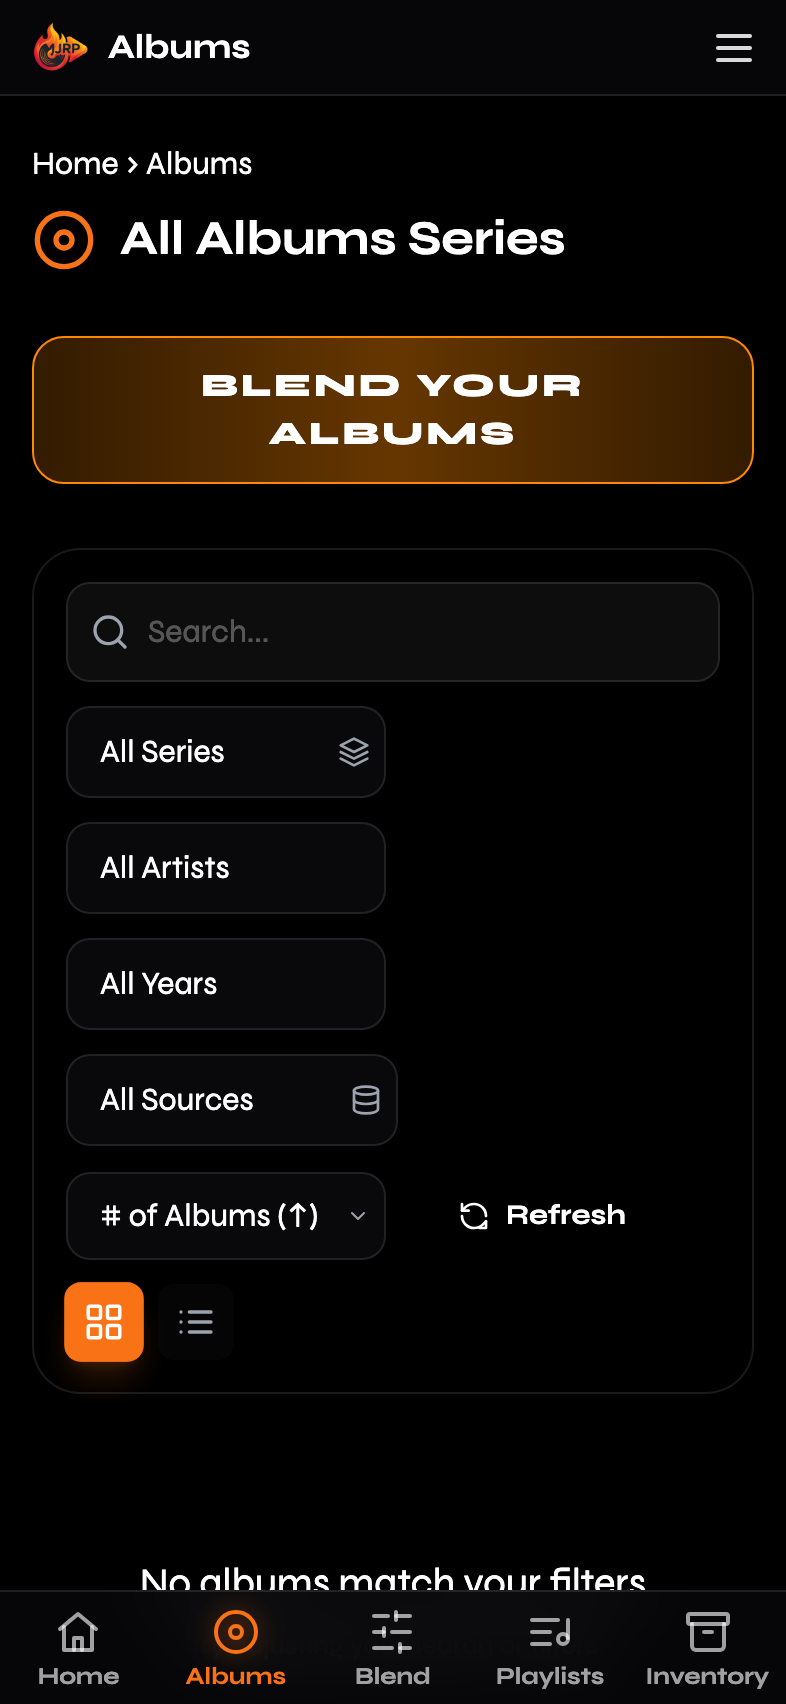 MJRP
Albums
Home › Albums
All Albums Series
BLEND YOUR
ALBUMS
Search...
All Series
All Artists
All Years
All Sources
# of Albums (↑)
Refresh
No albums match your filters
Home
Albums
Blend
Playlists
Inventory